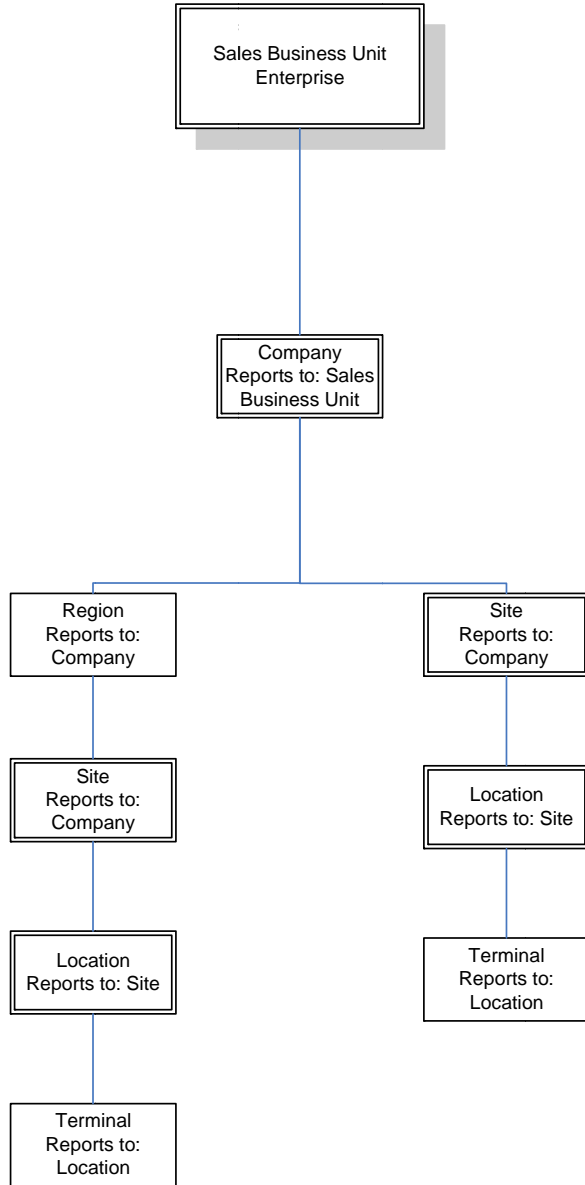 Sales Business Unit
Enterprise
Company
Reports to: Sales
Business Unit
Region
Reports to:
Company
Site
Reports to:
Company
Site
Reports to:
Company
Location
Reports to: Site
Location
Reports to: Site
Terminal
Reports to:
Location
Terminal
Reports to:
Location